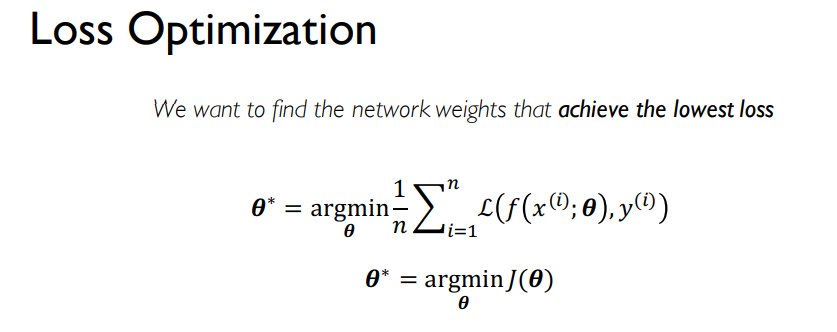 Loss Optimization
We want to find the network weights that achieve the lowest loss
𝜽* = argmin_𝜽 1/n ∑_{i=1}^{n} ℒ(f(x^{(i)}; 𝜽), y^{(i)})
𝜽* = argmin_𝜽 J(𝜽)